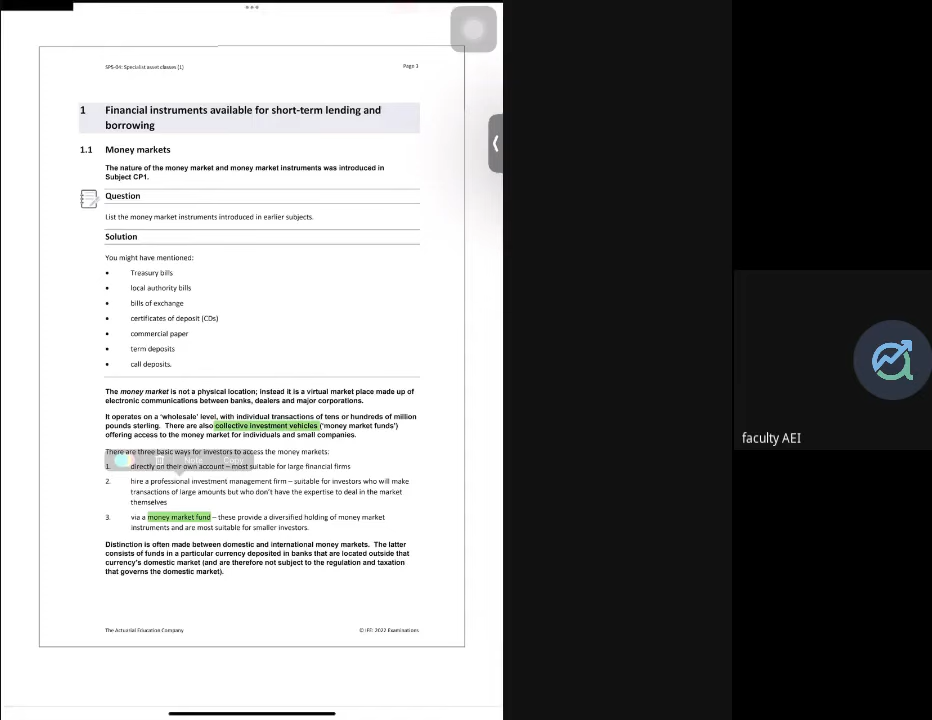 SP5-04: Specialist asset classes (1)
Page 3
1 Financial instruments available for short-term lending and
borrowing
1.1 Money markets
The nature of the money market and money market instruments was introduced in
Subject CP1.
Question
List the money market instruments introduced in earlier subjects.
Solution
You might have mentioned:
• Treasury bills
• local authority bills
• bills of exchange
• certificates of deposit (CDs)
• commercial paper
• term deposits
• call deposits.
The money market is not a physical location; instead it is a virtual market place made up of
electronic communications between banks, dealers and major corporations.
It operates on a ‘wholesale’ level, with individual transactions of tens or hundreds of million
pounds sterling. There are also collective investment vehicles (‘money market funds’)
offering access to the money market for individuals and small companies.
There are three basic ways for investors to access the money markets:
Note Copy
1. directly on their own account – most suitable for large financial firms
2. hire a professional investment management firm – suitable for investors who will make
transactions of large amounts but who don't have the expertise to deal in the market
themselves
3. via a money market fund – these provide a diversified holding of money market
instruments and are most suitable for smaller investors.
Distinction is often made between domestic and international money markets. The latter
consists of funds in a particular currency deposited in banks that are located outside that
currency's domestic market (and are therefore not subject to the regulation and taxation
that governs the domestic market).
The Actuarial Education Company
© IFE: 2022 Examinations
faculty AEI